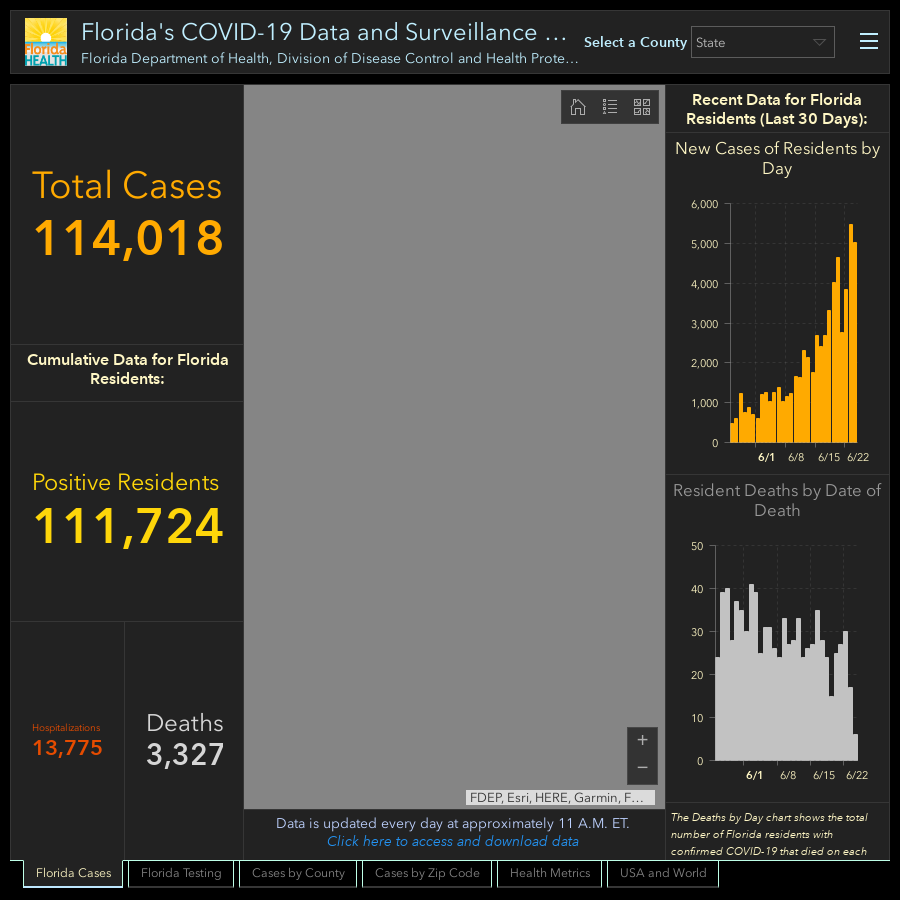 Florida HEALTH
Florida's COVID-19 Data and Surveillance …
Florida Department of Health, Division of Disease Control and Health Prote…
Select a County
State
Total Cases
114,018
Cumulative Data for Florida
Residents:
Positive Residents
111,724
Hospitalizations
13,775
Deaths
3,327
+
−
FDEP, Esri, HERE, Garmin, F…
Data is updated every day at approximately 11 A.M. ET.
Click here to access and download data
Recent Data for Florida
Residents (Last 30 Days):
New Cases of Residents by
Day
6,000
5,000
4,000
3,000
2,000
1,000
0
6/1 6/8 6/15 6/22
Resident Deaths by Date of
Death
50
40
30
20
10
0
6/1 6/8 6/15 6/22
The Deaths by Day chart shows the total
number of Florida residents with
confirmed COVID-19 that died on each
Florida Cases Florida Testing Cases by County Cases by Zip Code Health Metrics USA and World